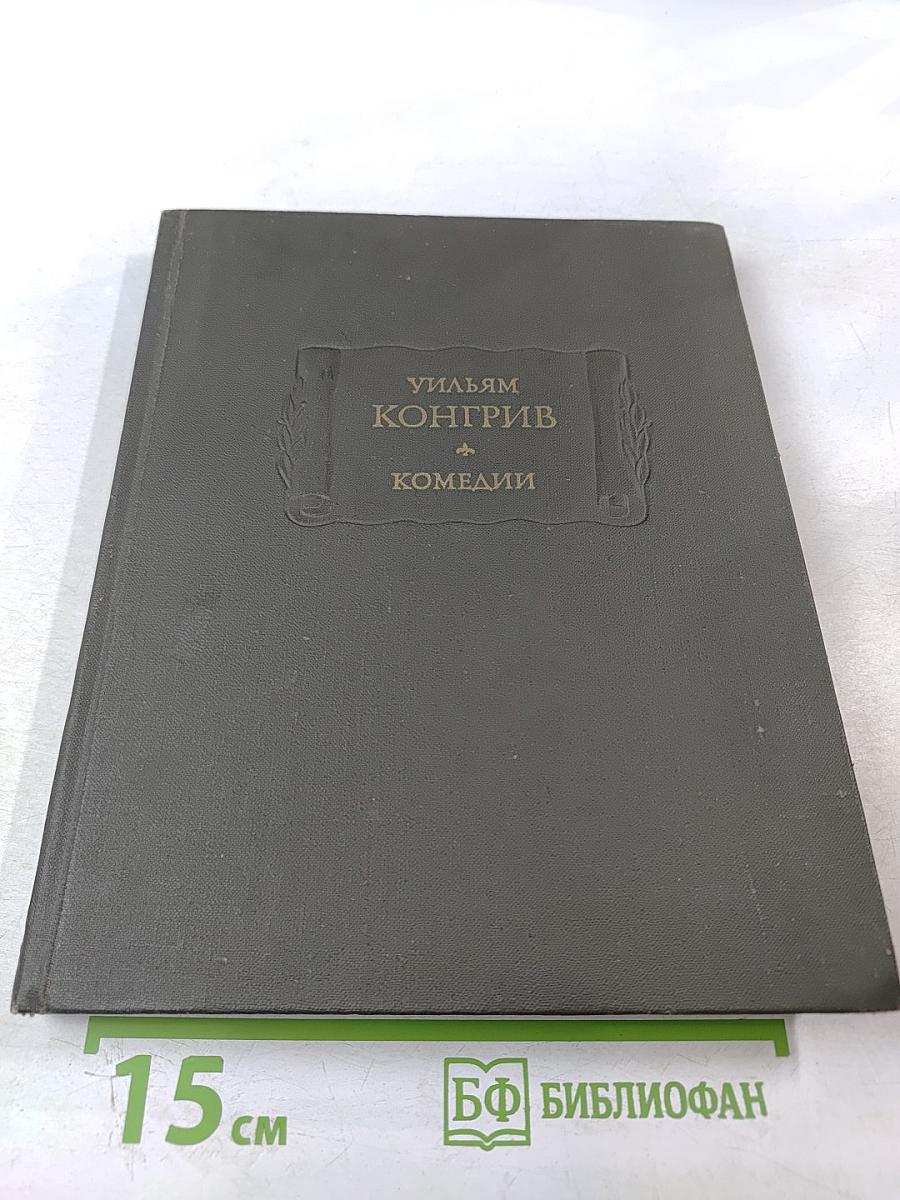 УИЛЬЯМ
КОНГРИВ
КОМЕДИИ
15 см
БФ БИБЛИОФАН